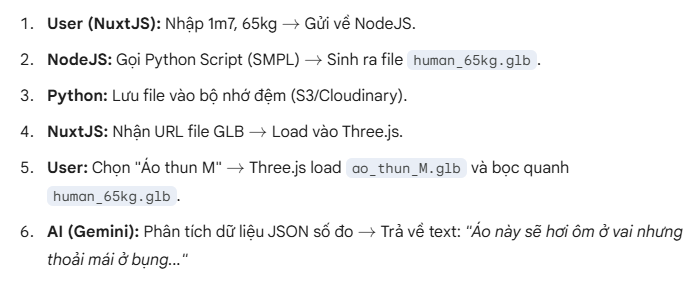 1. User (NuxtJS): Nhập 1m7, 65kg → Gửi về NodeJS.
2. NodeJS: Gọi Python Script (SMPL) → Sinh ra file human_65kg.glb .
3. Python: Lưu file vào bộ nhớ đệm (S3/Cloudinary).
4. NuxtJS: Nhận URL file GLB → Load vào Three.js.
5. User: Chọn "Áo thun M" → Three.js load ao_thun_M.glb và bọc quanh
human_65kg.glb .
6. AI (Gemini): Phân tích dữ liệu JSON số đo → Trả về text: "Áo này sẽ hơi ôm ở vai nhưng
thoải mái ở bụng..."